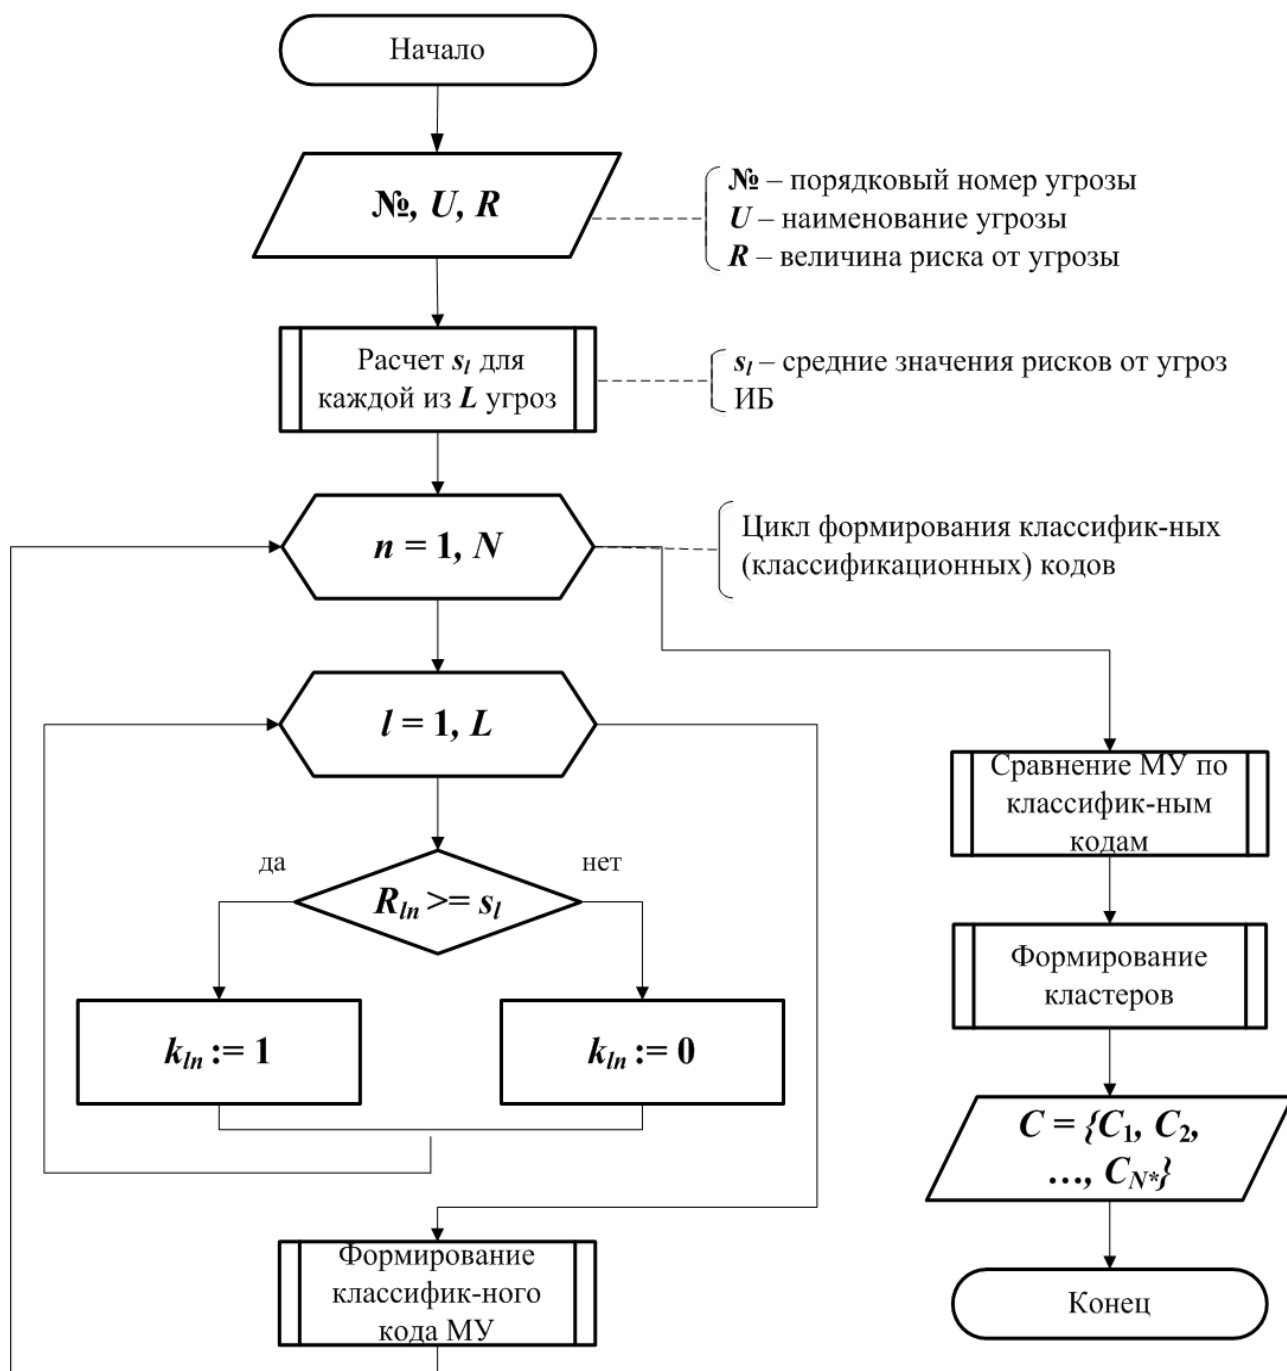 Начало
№, U, R
№ – порядковый номер угрозы
U – наименование угрозы
R – величина риска от угрозы
Расчет sl для
каждой из L угроз
sl – средние значения рисков от угроз
ИБ
n = 1, N
Цикл формирования классифик-ных
(классификационных) кодов
l = 1, L
Сравнение МУ по
классифик-ным
кодам
да
нет
Rln >= sl
Формирование
кластеров
kln := 1
kln := 0
C = {C1, C2,
…, CN*}
Формирование
классифик-ного
кода МУ
Конец